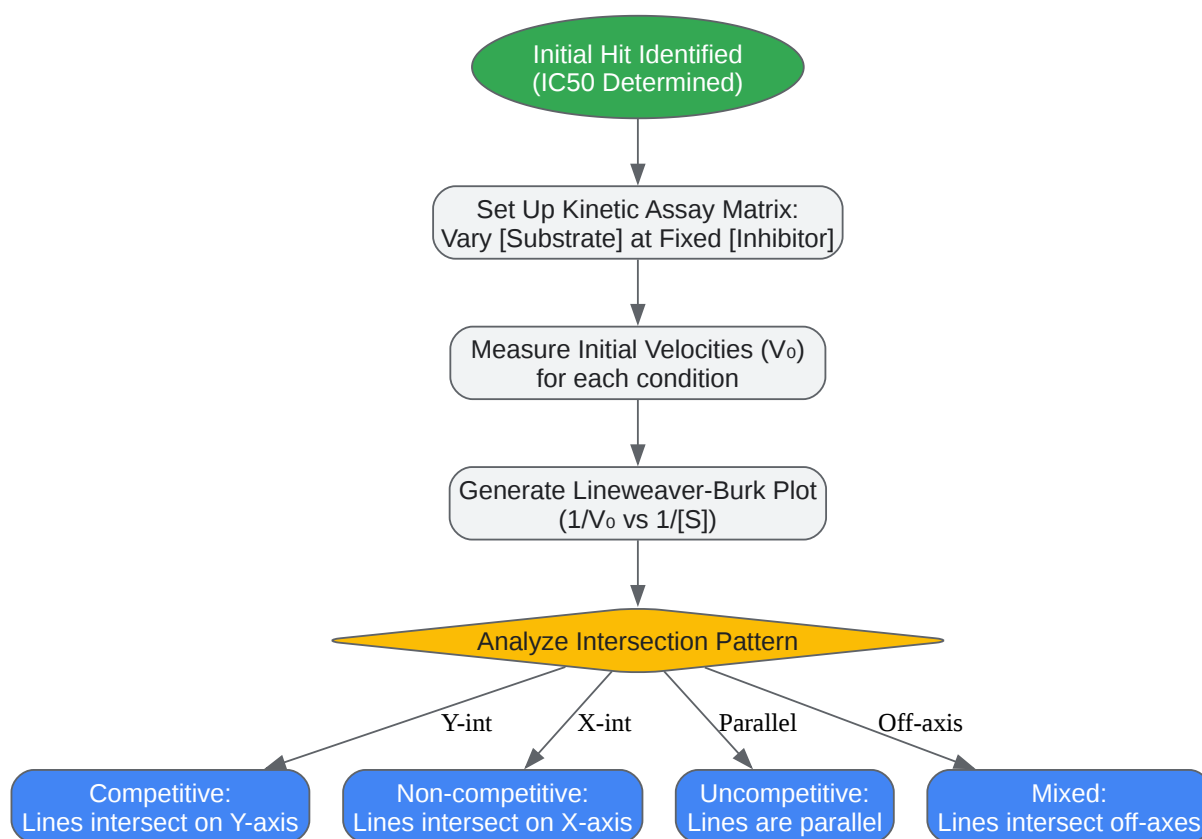 Initial Hit Identified
(IC50 Determined)
Set Up Kinetic Assay Matrix:
Vary [Substrate] at Fixed [Inhibitor]
Measure Initial Velocities (V₀)
for each condition
Generate Lineweaver-Burk Plot
(1/V₀ vs 1/[S])
Analyze Intersection Pattern
Y-int
X-int
Parallel
Off-axis
Competitive:
Lines intersect on Y-axis
Non-competitive:
Lines intersect on X-axis
Uncompetitive:
Lines are parallel
Mixed:
Lines intersect off-axes